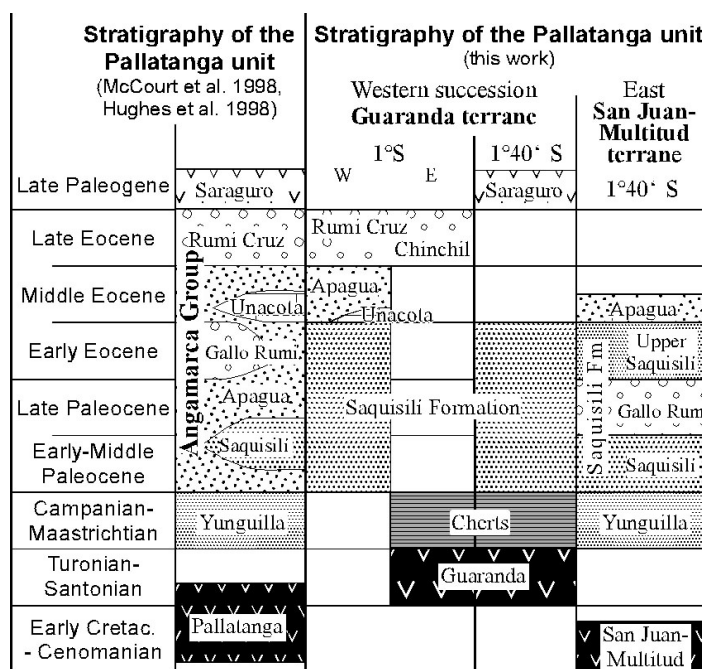 Stratigraphy of the
Pallatanga unit
(McCourt et al. 1998,
Hughes et al. 1998)
Stratigraphy of the Pallatanga unit
(this work)
Western succession
Guaranda terrane
East
San Juan-
Multitud
terrane
1°S
1°40' S
1°40' S
W
E
Late Paleogene
Saraguro
Saraguro
Late Eocene
Rumi Cruz
Rumi Cruz
Chinchil
Middle Eocene
Angamarca Group
Unacota
Apagua
Unacota
Apagua
Early Eocene
Gallo Rumi
Saquisili Fm
Upper
Saquisili
Late Paleocene
Apagua
Saquisili Formation
Gallo Rumi
Early-Middle
Paleocene
Saquisili
Saquisili
Campanian-
Maastrichtian
Yunguilla
Cherts
Yunguilla
Turonian-
Santonian
Guaranda
Early Cretac.
- Cenomanian
Pallatanga
San Juan-
Multitud